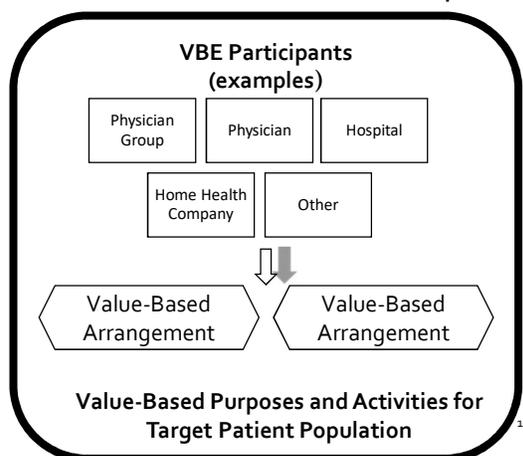 VBE Participants
(examples)
Physician
Group
Physician
Hospital
Home Health
Company
Other
Value-Based
Arrangement
Value-Based
Arrangement
Value-Based Purposes and Activities for
Target Patient Population
1